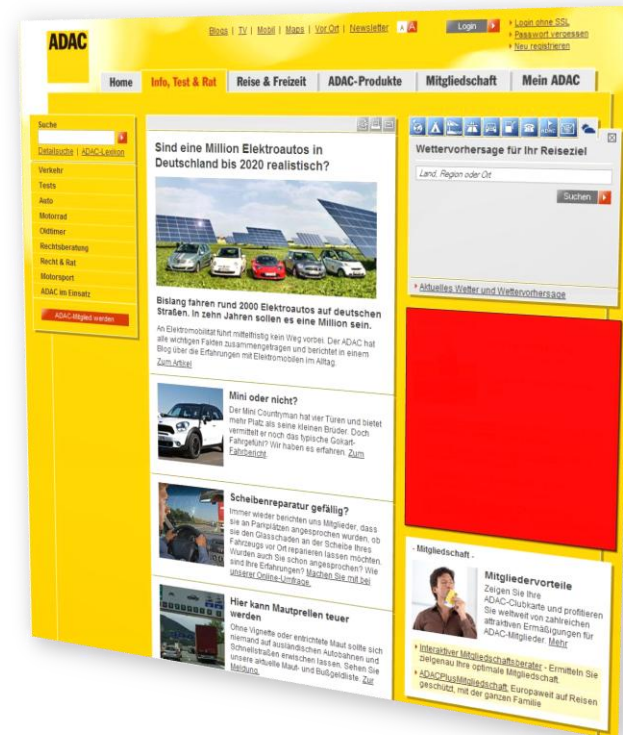 ADAC
Blogs | TV | Mobil | Maps | Vor Ort | Newsletter A A
Login
Login ohne SSL
Passwort vergessen
Neu registrieren
Home
Info, Test & Rat
Reise & Freizeit
ADAC-Produkte
Mitgliedschaft
Mein ADAC
Suche
Detailsuche | ADAC-Lexikon
Verkehr
Tests
Auto
Motorrad
Oldtimer
Rechtsberatung
Recht & Rat
Motorsport
ADAC im Einsatz
ADAC-Mitglied werden
Sind eine Million Elektroautos in
Deutschland bis 2020 realistisch?
Bislang fahren rund 2000 Elektroautos auf deutschen
Straßen. In zehn Jahren sollen es eine Million sein.
An Elektromobilität führt mittelfristig kein Weg vorbei. Der ADAC hat
alle wichtigen Fakten zusammengetragen und berichtet in einem
Blog über die Erfahrungen mit Elektromobilen im Alltag.
Zum Artikel
Mini oder nicht?
Der Mini Countryman hat vier Türen und bietet
mehr Platz als seine kleinen Brüder. Doch
vermittelt er noch das typische Gokart-
Fahrgefühl? Wir haben es erfahren. Zum
Fahrbericht
Scheibenreparatur gefällig?
Immer wieder berichten uns Mitglieder, dass
sie an Parkplätzen angesprochen wurden, ob
sie den Glasschaden an der Scheibe Ihres
Fahrzeugs vor Ort reparieren lassen möchten.
Wurden auch Sie schon angesprochen? Wie
sind Ihre Erfahrungen? Machen Sie mit bei
unserer Online-Umfrage.
Hier kann Mautprellen teuer
werden
Ohne Vignette oder entrichtete Maut sollte sich
niemand auf ausländischen Autobahnen und
Schnellstraßen erwischen lassen. Sehen Sie
unsere aktuelle Maut- und Bußgeldliste. Zur
Meldung.
Wettervorhersage für Ihr Reiseziel
Land, Region oder Ort
Suchen
Aktuelles Wetter und Wettervorhersage
- Mitgliedschaft -
Mitgliedervorteile
Zeigen Sie Ihre
ADAC-Clubkarte und profitieren
Sie weltweit von zahlreichen
attraktiven Ermäßigungen für
ADAC-Mitglieder. Mehr
Interaktiver Mitgliedschaftsberater - Ermitteln Sie
zielgenau Ihre optimale Mitgliedschaft
ADACPlusMitgliedschaft: Europaweit auf Reisen
geschützt, mit der ganzen Familie